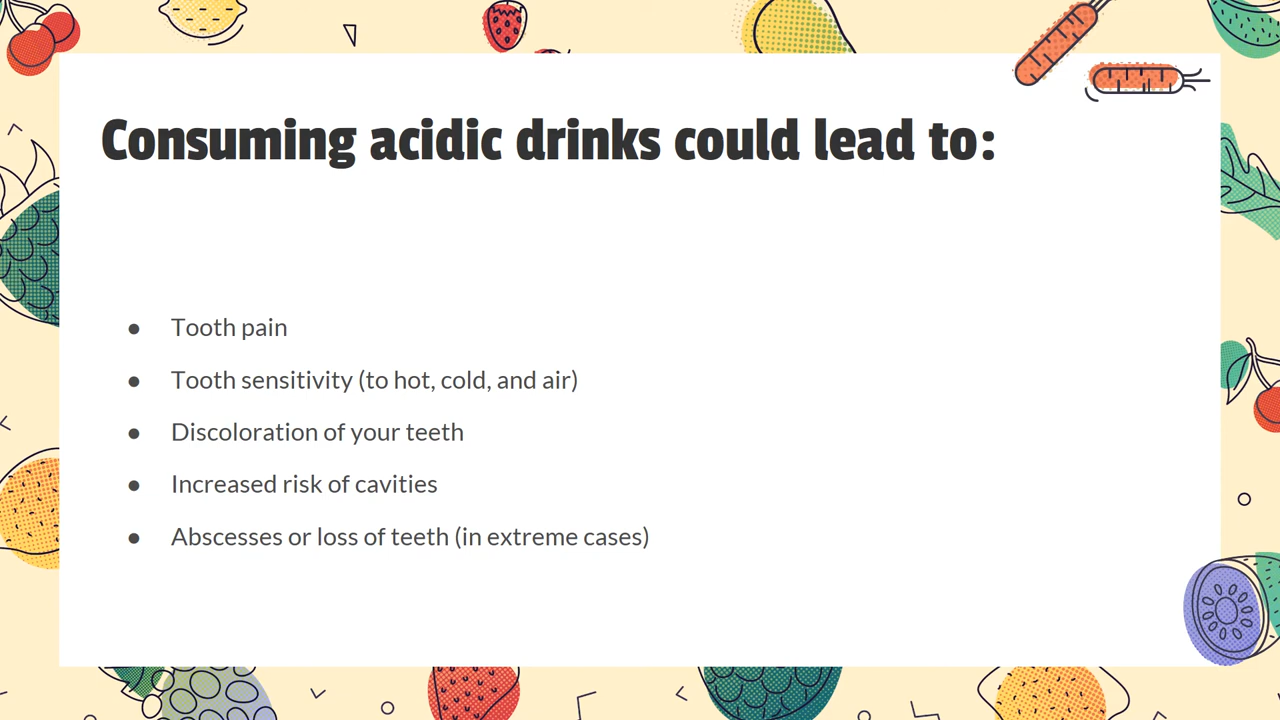 Consuming acidic drinks could lead to:
● Tooth pain
● Tooth sensitivity (to hot, cold, and air)
● Discoloration of your teeth
● Increased risk of cavities
● Abscesses or loss of teeth (in extreme cases)